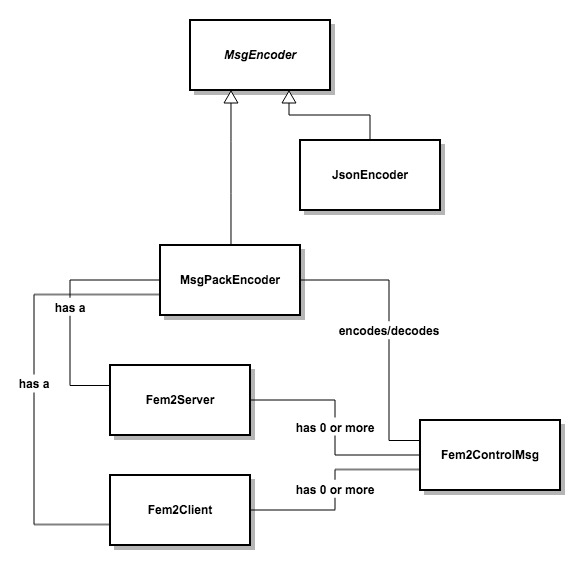 MsgEncoder
JsonEncoder
MsgPackEncoder
has a
encodes/decodes
has a
Fem2Server
has 0 or more
Fem2ControlMsg
has 0 or more
Fem2Client